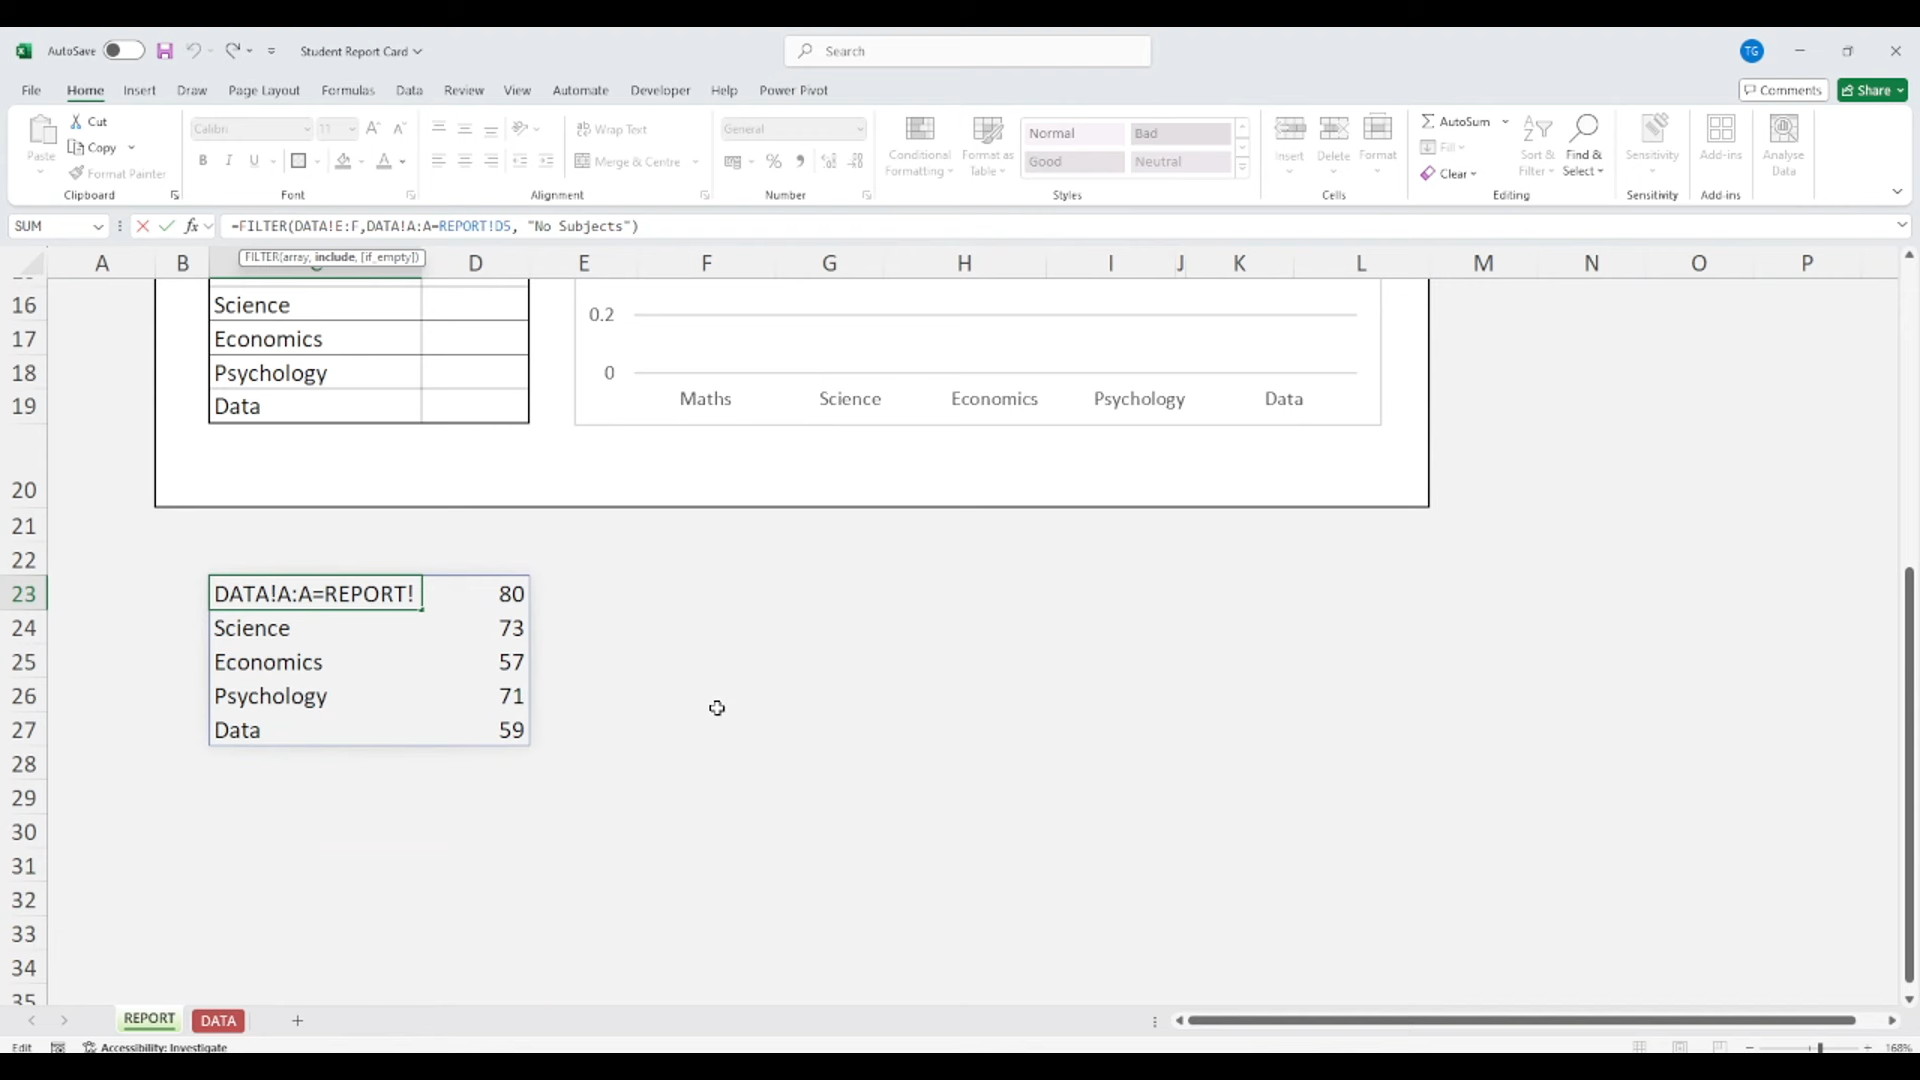 AutoSave Student Report Card Search TG
File Home Insert Draw Page Layout Formulas Data Review View Automate Developer Help Power Pivot Comments Share
Paste Cut Copy Format Painter Clipboard
Calibri 11 B I U Font
Wrap Text Merge & Centre Alignment
General % Number
Conditional Formatting Format as Table Normal Bad Good Neutral Styles
Insert Delete Format Cells
AutoSum Fill Clear Sort & Filter Find & Select Editing
Sensitivity Sensitivity
Add-ins Add-ins
Analyse Data
SUM fx =FILTER(DATA!E:F,DATA!A:A=REPORT!D5, "No Subjects")
FILTER(array, include, [if_empty])
A B D E F G H I J K L M N O P
16 Science 0.2
17 Economics
18 Psychology 0
19 Data Maths Science Economics Psychology Data
20
21
22
23 DATA!A:A=REPORT! 80
24 Science 73
25 Economics 57
26 Psychology 71
27 Data 59
28
29
30
31
32
33
34
35
REPORT DATA +
Edit Accessibility: Investigate 168%